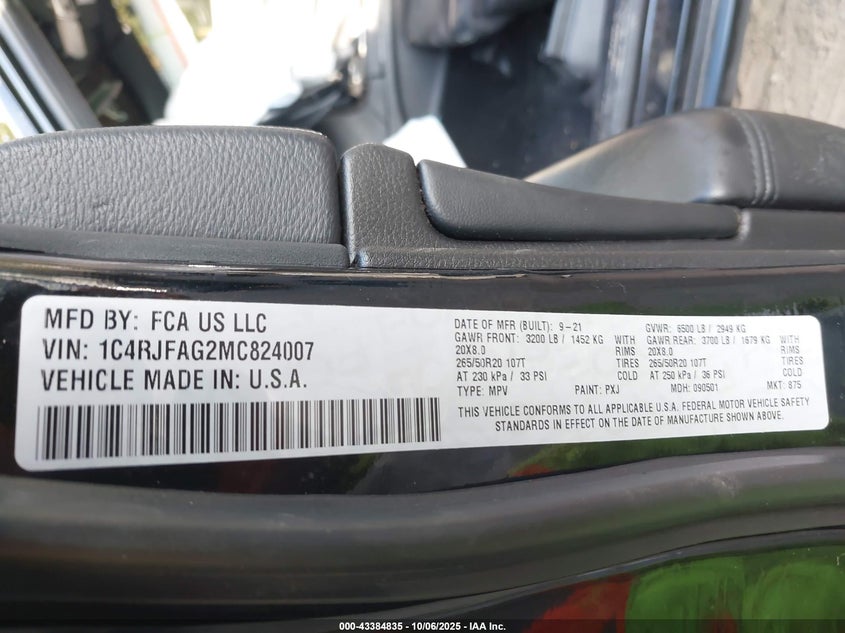 MFD BY: FCA US LLC
VIN: 1C4RJFAG2MC824007
VEHICLE MADE IN: U.S.A.
DATE OF MFR (BUILT): 9-21 GVWR: 6500 LB / 2949 KG
GAWR FRONT: 3200 LB / 1452 KG WITH GAWR REAR: 3700 LB / 1679 KG WITH
20X8.0 RIMS 20X8.0 RIMS
265/50R20 107T TIRES 265/50R20 107T TIRES
AT 230 kPa / 33 PSI COLD AT 250 kPa / 36 PSI COLD
TYPE: MPV PAINT: PXJ MDH: 090501 MKT: 875
THIS VEHICLE CONFORMS TO ALL APPLICABLE U.S.A. FEDERAL MOTOR VEHICLE SAFETY
STANDARDS IN EFFECT ON THE DATE OF MANUFACTURE SHOWN ABOVE.
000-43384835 - 10/06/2025 - IAA Inc.